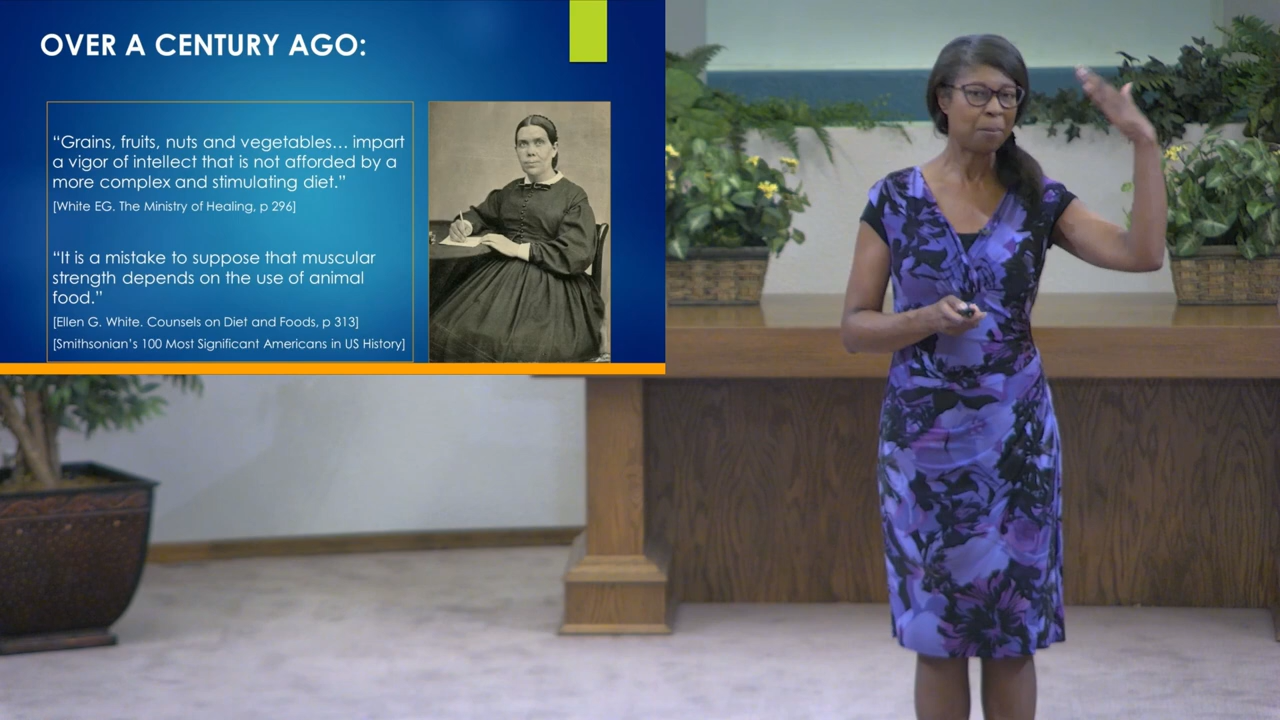 OVER A CENTURY AGO:
“Grains, fruits, nuts and vegetables… impart
a vigor of intellect that is not afforded by a
more complex and stimulating diet.”
[White EG. The Ministry of Healing, p 296]
“It is a mistake to suppose that muscular
strength depends on the use of animal
food.”
[Ellen G. White. Counsels on Diet and Foods, p 313]
[Smithsonian’s 100 Most Significant Americans in US History]